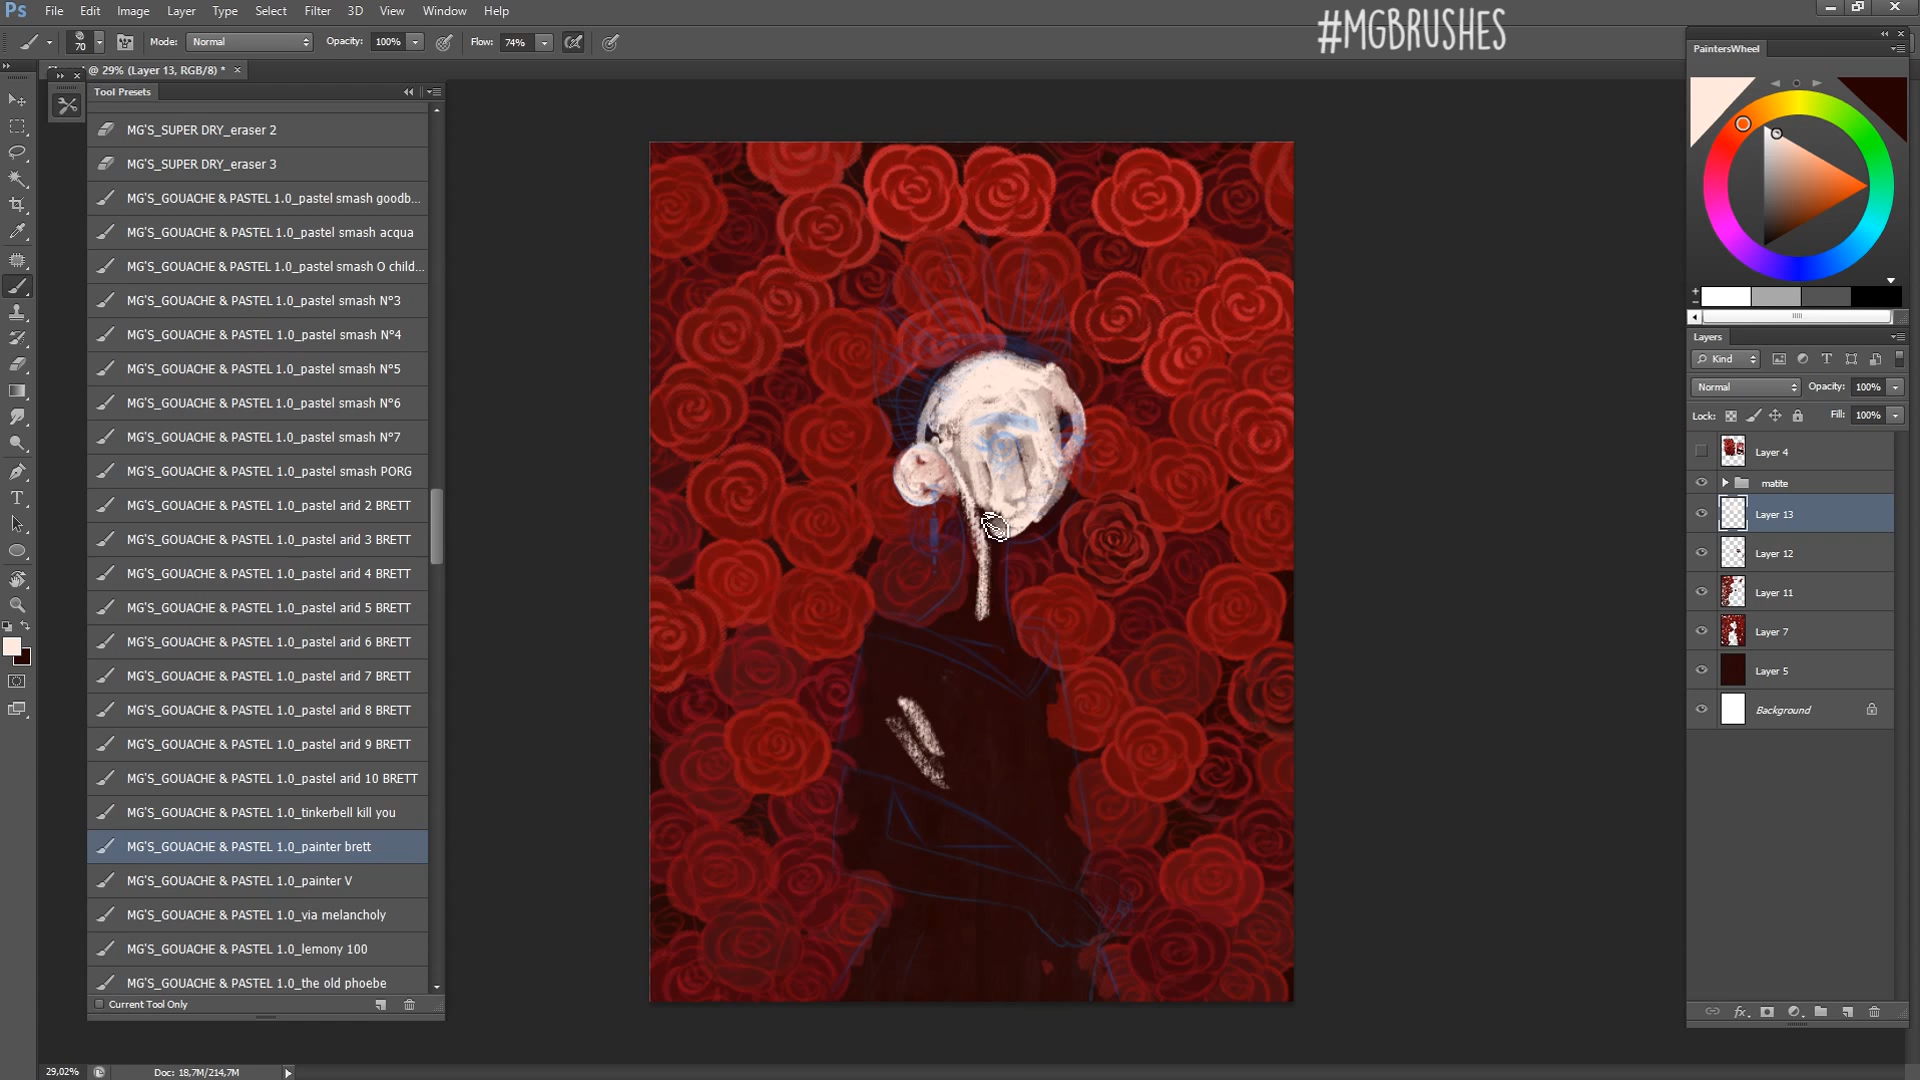 Ps File Edit Image Layer Type Select Filter 3D View Window Help
#MGBRUSHES
70 Mode: Normal Opacity: 100% Flow: 74%
@ 29% (Layer 13, RGB/8) * ×
Tool Presets
MG'S_SUPER DRY_eraser 2
MG'S_SUPER DRY_eraser 3
MG'S_GOUACHE & PASTEL 1.0_pastel smash goodb...
MG'S_GOUACHE & PASTEL 1.0_pastel smash acqua
MG'S_GOUACHE & PASTEL 1.0_pastel smash O child...
MG'S_GOUACHE & PASTEL 1.0_pastel smash N°3
MG'S_GOUACHE & PASTEL 1.0_pastel smash N°4
MG'S_GOUACHE & PASTEL 1.0_pastel smash N°5
MG'S_GOUACHE & PASTEL 1.0_pastel smash N°6
MG'S_GOUACHE & PASTEL 1.0_pastel smash N°7
MG'S_GOUACHE & PASTEL 1.0_pastel smash PORG
MG'S_GOUACHE & PASTEL 1.0_pastel arid 2 BRETT
MG'S_GOUACHE & PASTEL 1.0_pastel arid 3 BRETT
MG'S_GOUACHE & PASTEL 1.0_pastel arid 4 BRETT
MG'S_GOUACHE & PASTEL 1.0_pastel arid 5 BRETT
MG'S_GOUACHE & PASTEL 1.0_pastel arid 6 BRETT
MG'S_GOUACHE & PASTEL 1.0_pastel arid 7 BRETT
MG'S_GOUACHE & PASTEL 1.0_pastel arid 8 BRETT
MG'S_GOUACHE & PASTEL 1.0_pastel arid 9 BRETT
MG'S_GOUACHE & PASTEL 1.0_pastel arid 10 BRETT
MG'S_GOUACHE & PASTEL 1.0_tinkerbell kill you
MG'S_GOUACHE & PASTEL 1.0_painter brett
MG'S_GOUACHE & PASTEL 1.0_painter V
MG'S_GOUACHE & PASTEL 1.0_via melancholy
MG'S_GOUACHE & PASTEL 1.0_lemony 100
MG'S_GOUACHE & PASTEL 1.0_the old phoebe
Current Tool Only
PaintersWheel
Layers
Kind
Normal Opacity: 100%
Lock: Fill: 100%
Layer 4
matite
Layer 13
Layer 12
Layer 11
Layer 7
Layer 5
Background
fx
29,02% Doc: 18,7M/214,7M